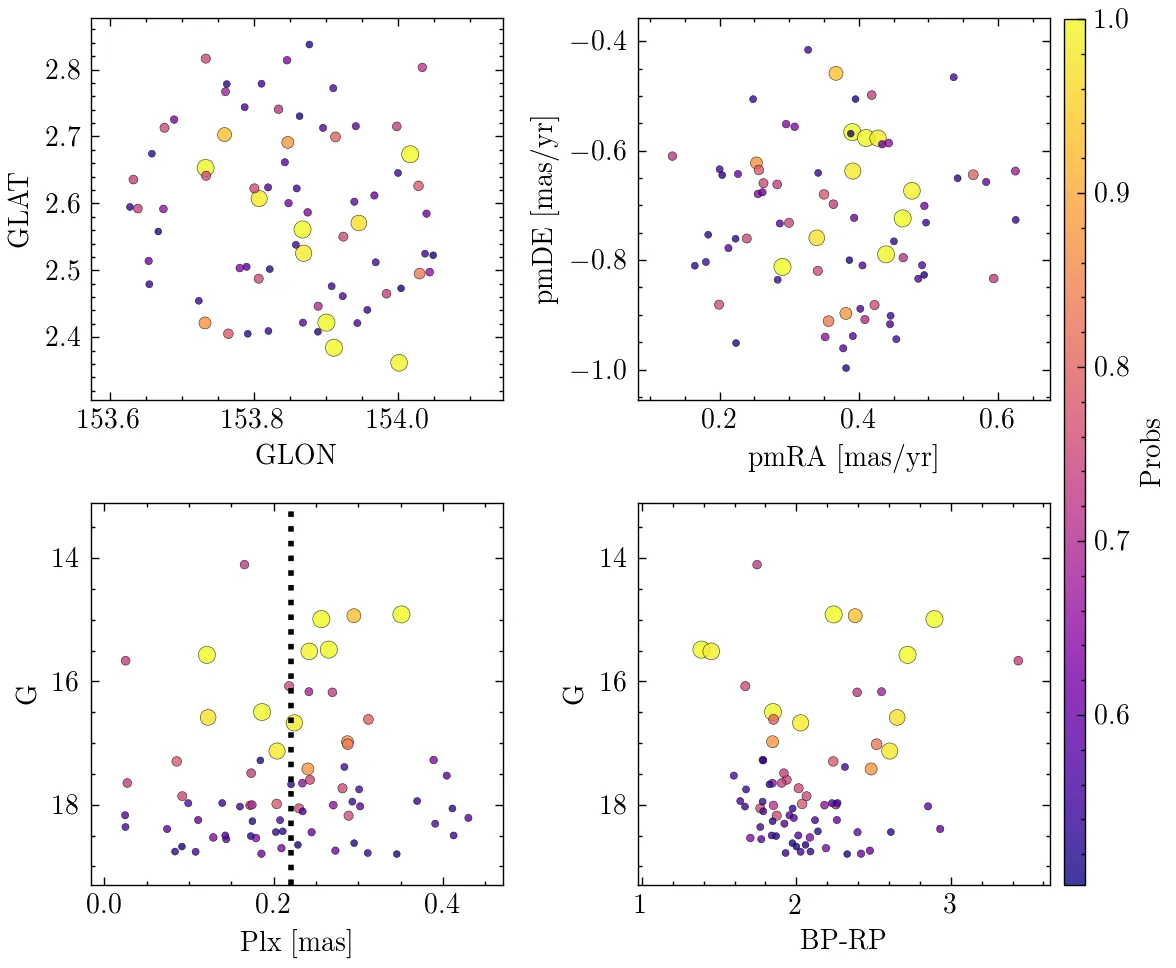 2.8
2.7
2.6
2.5
2.4
GLAT
153.6 153.8 154.0
GLON
−0.4
−0.6
−0.8
−1.0
pmDE [mas/yr]
0.2 0.4 0.6
pmRA [mas/yr]
1.0
0.9
0.8
0.7
0.6
Probs
14
16
18
G
0.0 0.2 0.4
Plx [mas]
14
16
18
G
1 2 3
BP-RP